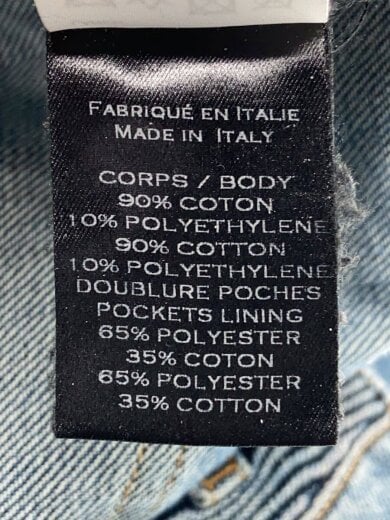 FABRIQUÉ EN ITALIE
MADE IN ITALY
CORPS / BODY
90% COTON
10% POLYETHYLENE
90% COTTON
10% POLYETHYLENE
DOUBLURE POCHES
POCKETS LINING
65% POLYESTER
35% COTON
65% POLYESTER
35% COTTON